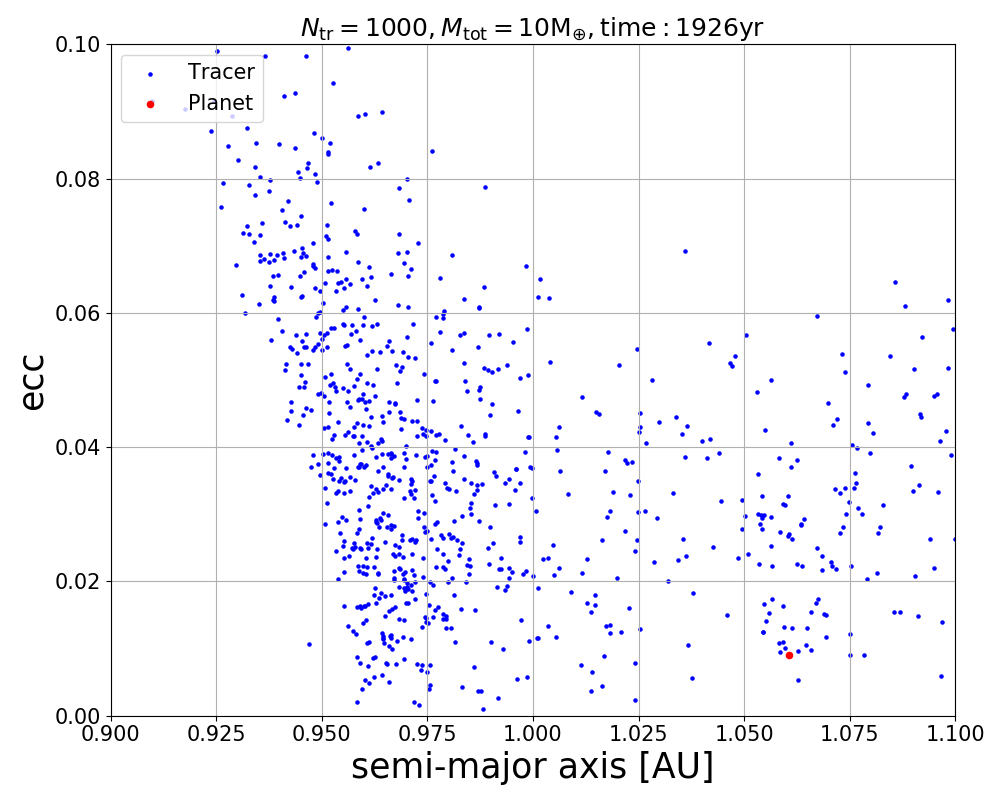 N_tr = 1000, M_tot = 10M_⊕, time : 1926yr
Tracer
Planet
ecc
0.10
0.08
0.06
0.04
0.02
0.00
0.900 0.925 0.950 0.975 1.000 1.025 1.050 1.075 1.100
semi-major axis [AU]